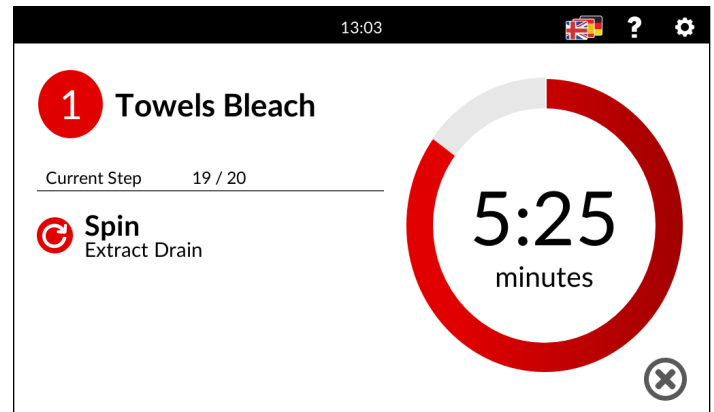 13:03
?
1 Towels Bleach
Current Step 19 / 20
Spin
Extract Drain
5:25
minutes